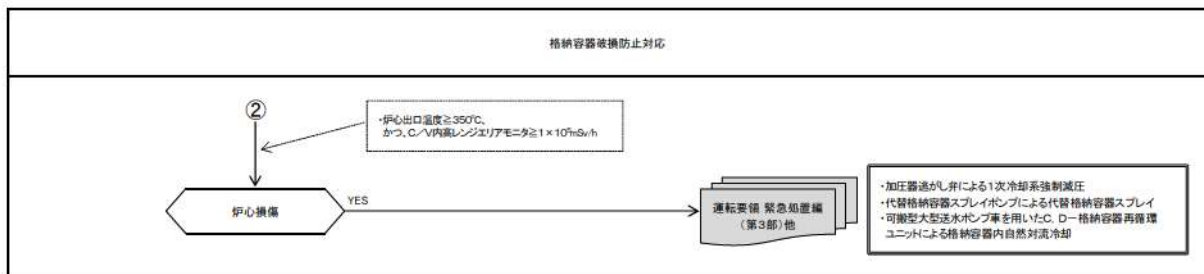 格納容器破損防止対応
②
・炉心出口温度≧350℃、
かつ、C/V内高レンジエリアモニタ≧1×10⁵mSv/h
炉心損傷
YES
運転要領 緊急処置編
(第3部)他
・加圧器逃がし弁による1次冷却系強制減圧
・代替格納容器スプレイポンプによる代替格納容器スプレイ
・可搬型大型送水ポンプ車を用いたC,D-格納容器再循環
ユニットによる格納容器内自然対流冷却